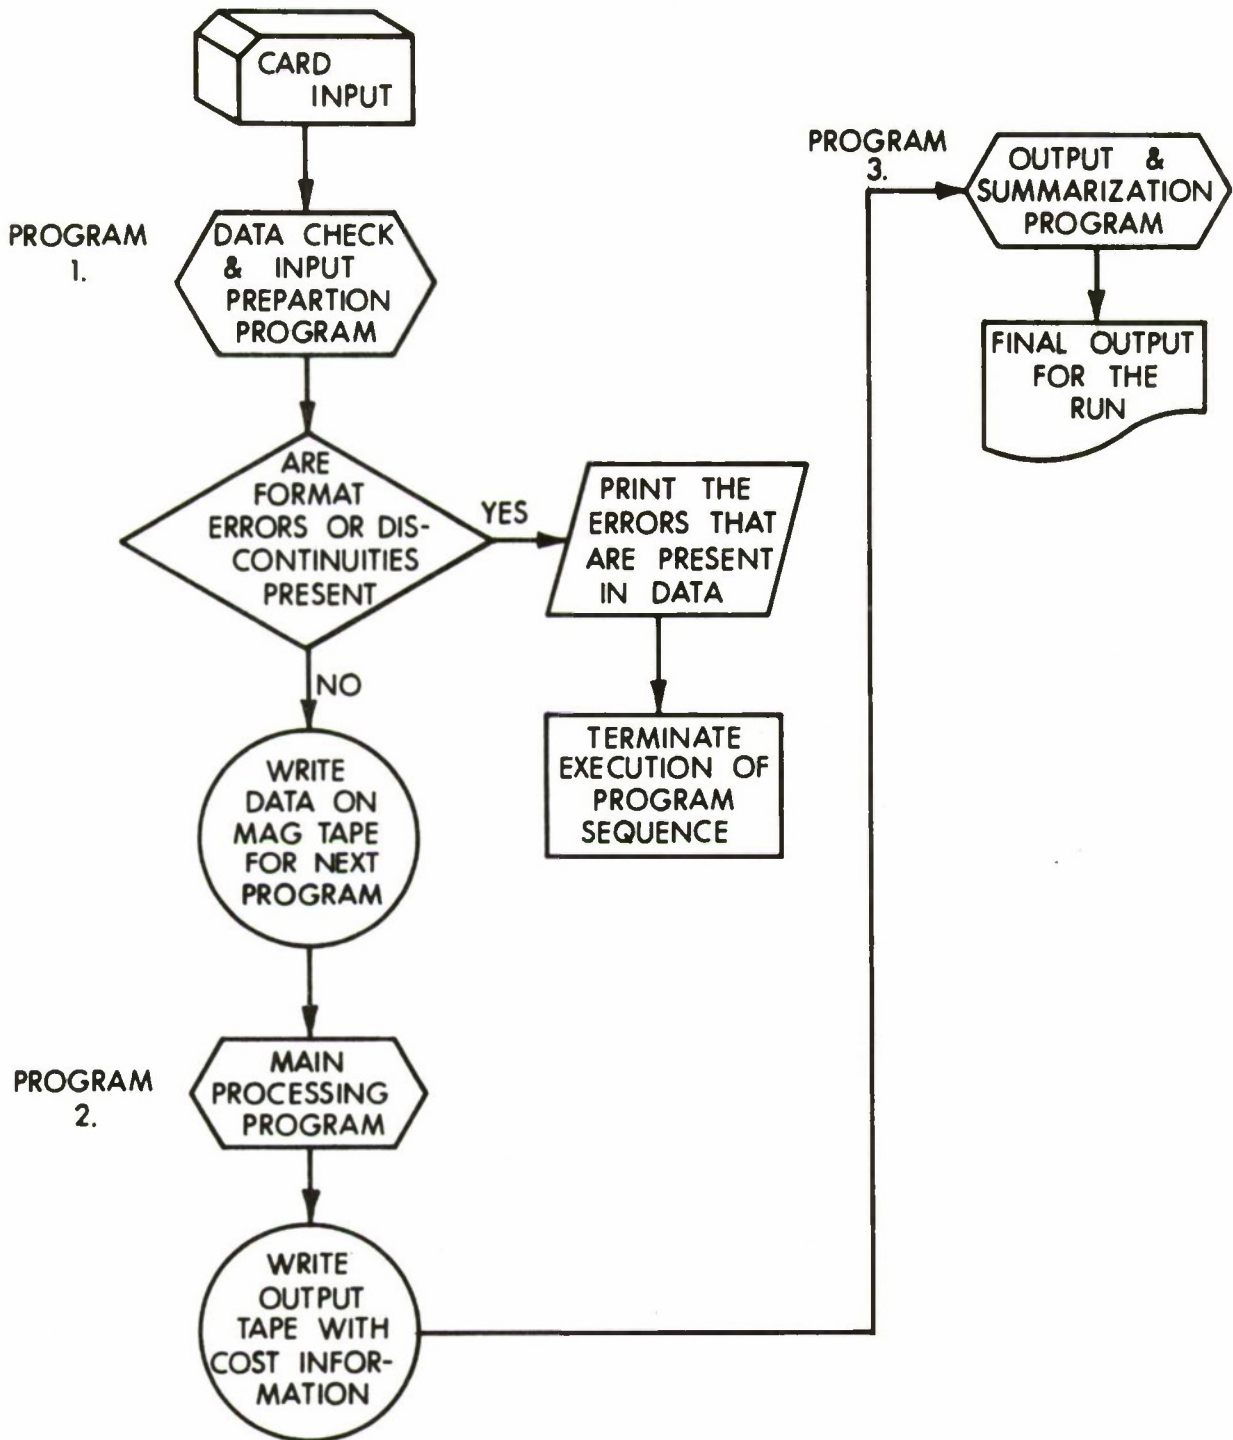 CARD
INPUT
PROGRAM
1.
DATA CHECK
& INPUT
PREPARTION
PROGRAM
ARE
FORMAT
ERRORS OR DIS-
CONTINUITIES
PRESENT
YES
PRINT THE
ERRORS THAT
ARE PRESENT
IN DATA
TERMINATE
EXECUTION OF
PROGRAM
SEQUENCE
NO
WRITE
DATA ON
MAG TAPE
FOR NEXT
PROGRAM
PROGRAM
2.
MAIN
PROCESSING
PROGRAM
WRITE
OUTPUT
TAPE WITH
COST INFOR-
MATION
PROGRAM
3.
OUTPUT &
SUMMARIZATION
PROGRAM
FINAL OUTPUT
FOR THE
RUN